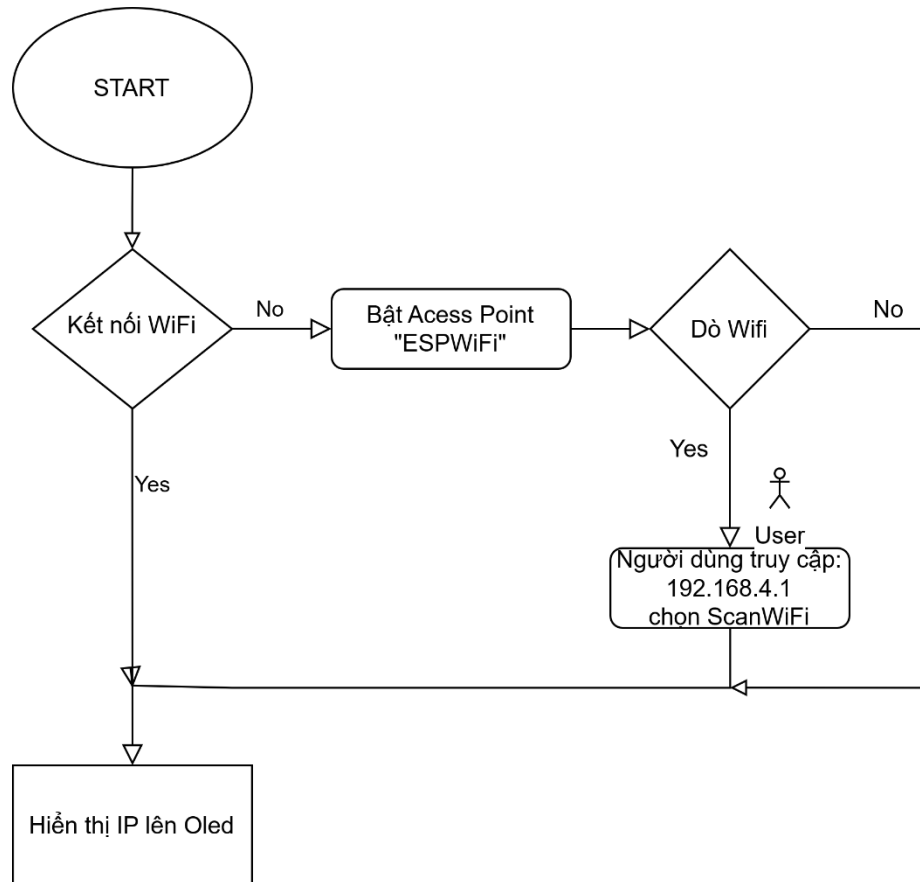 START
Kết nối WiFi
No
Bật Acess Point
"ESPWiFi"
Dò Wifi
No
Yes
Yes
User
Người dùng truy cập:
192.168.4.1
chọn ScanWiFi
Hiển thị IP lên Oled